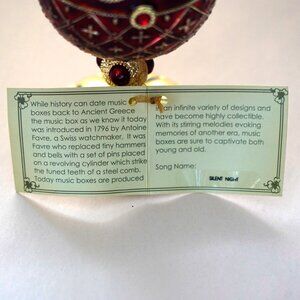 While history can date music
boxes back to Ancient Greece
the music box as we know it today
was introduced in 1796 by Antoine
Favre, a Swiss watchmaker. It was
Favre who replaced tiny hammers
and bells with a set of pins placed
on a revolving cylinder which strike
the tuned teeth of a steel comb.
Today music boxes are produced
in an infinite variety of designs and
have become highly collectible.
With its stirring melodies evoking
memories of another era, music
boxes are sure to captivate both
young and old.
Song Name:
SILENT NIGHT